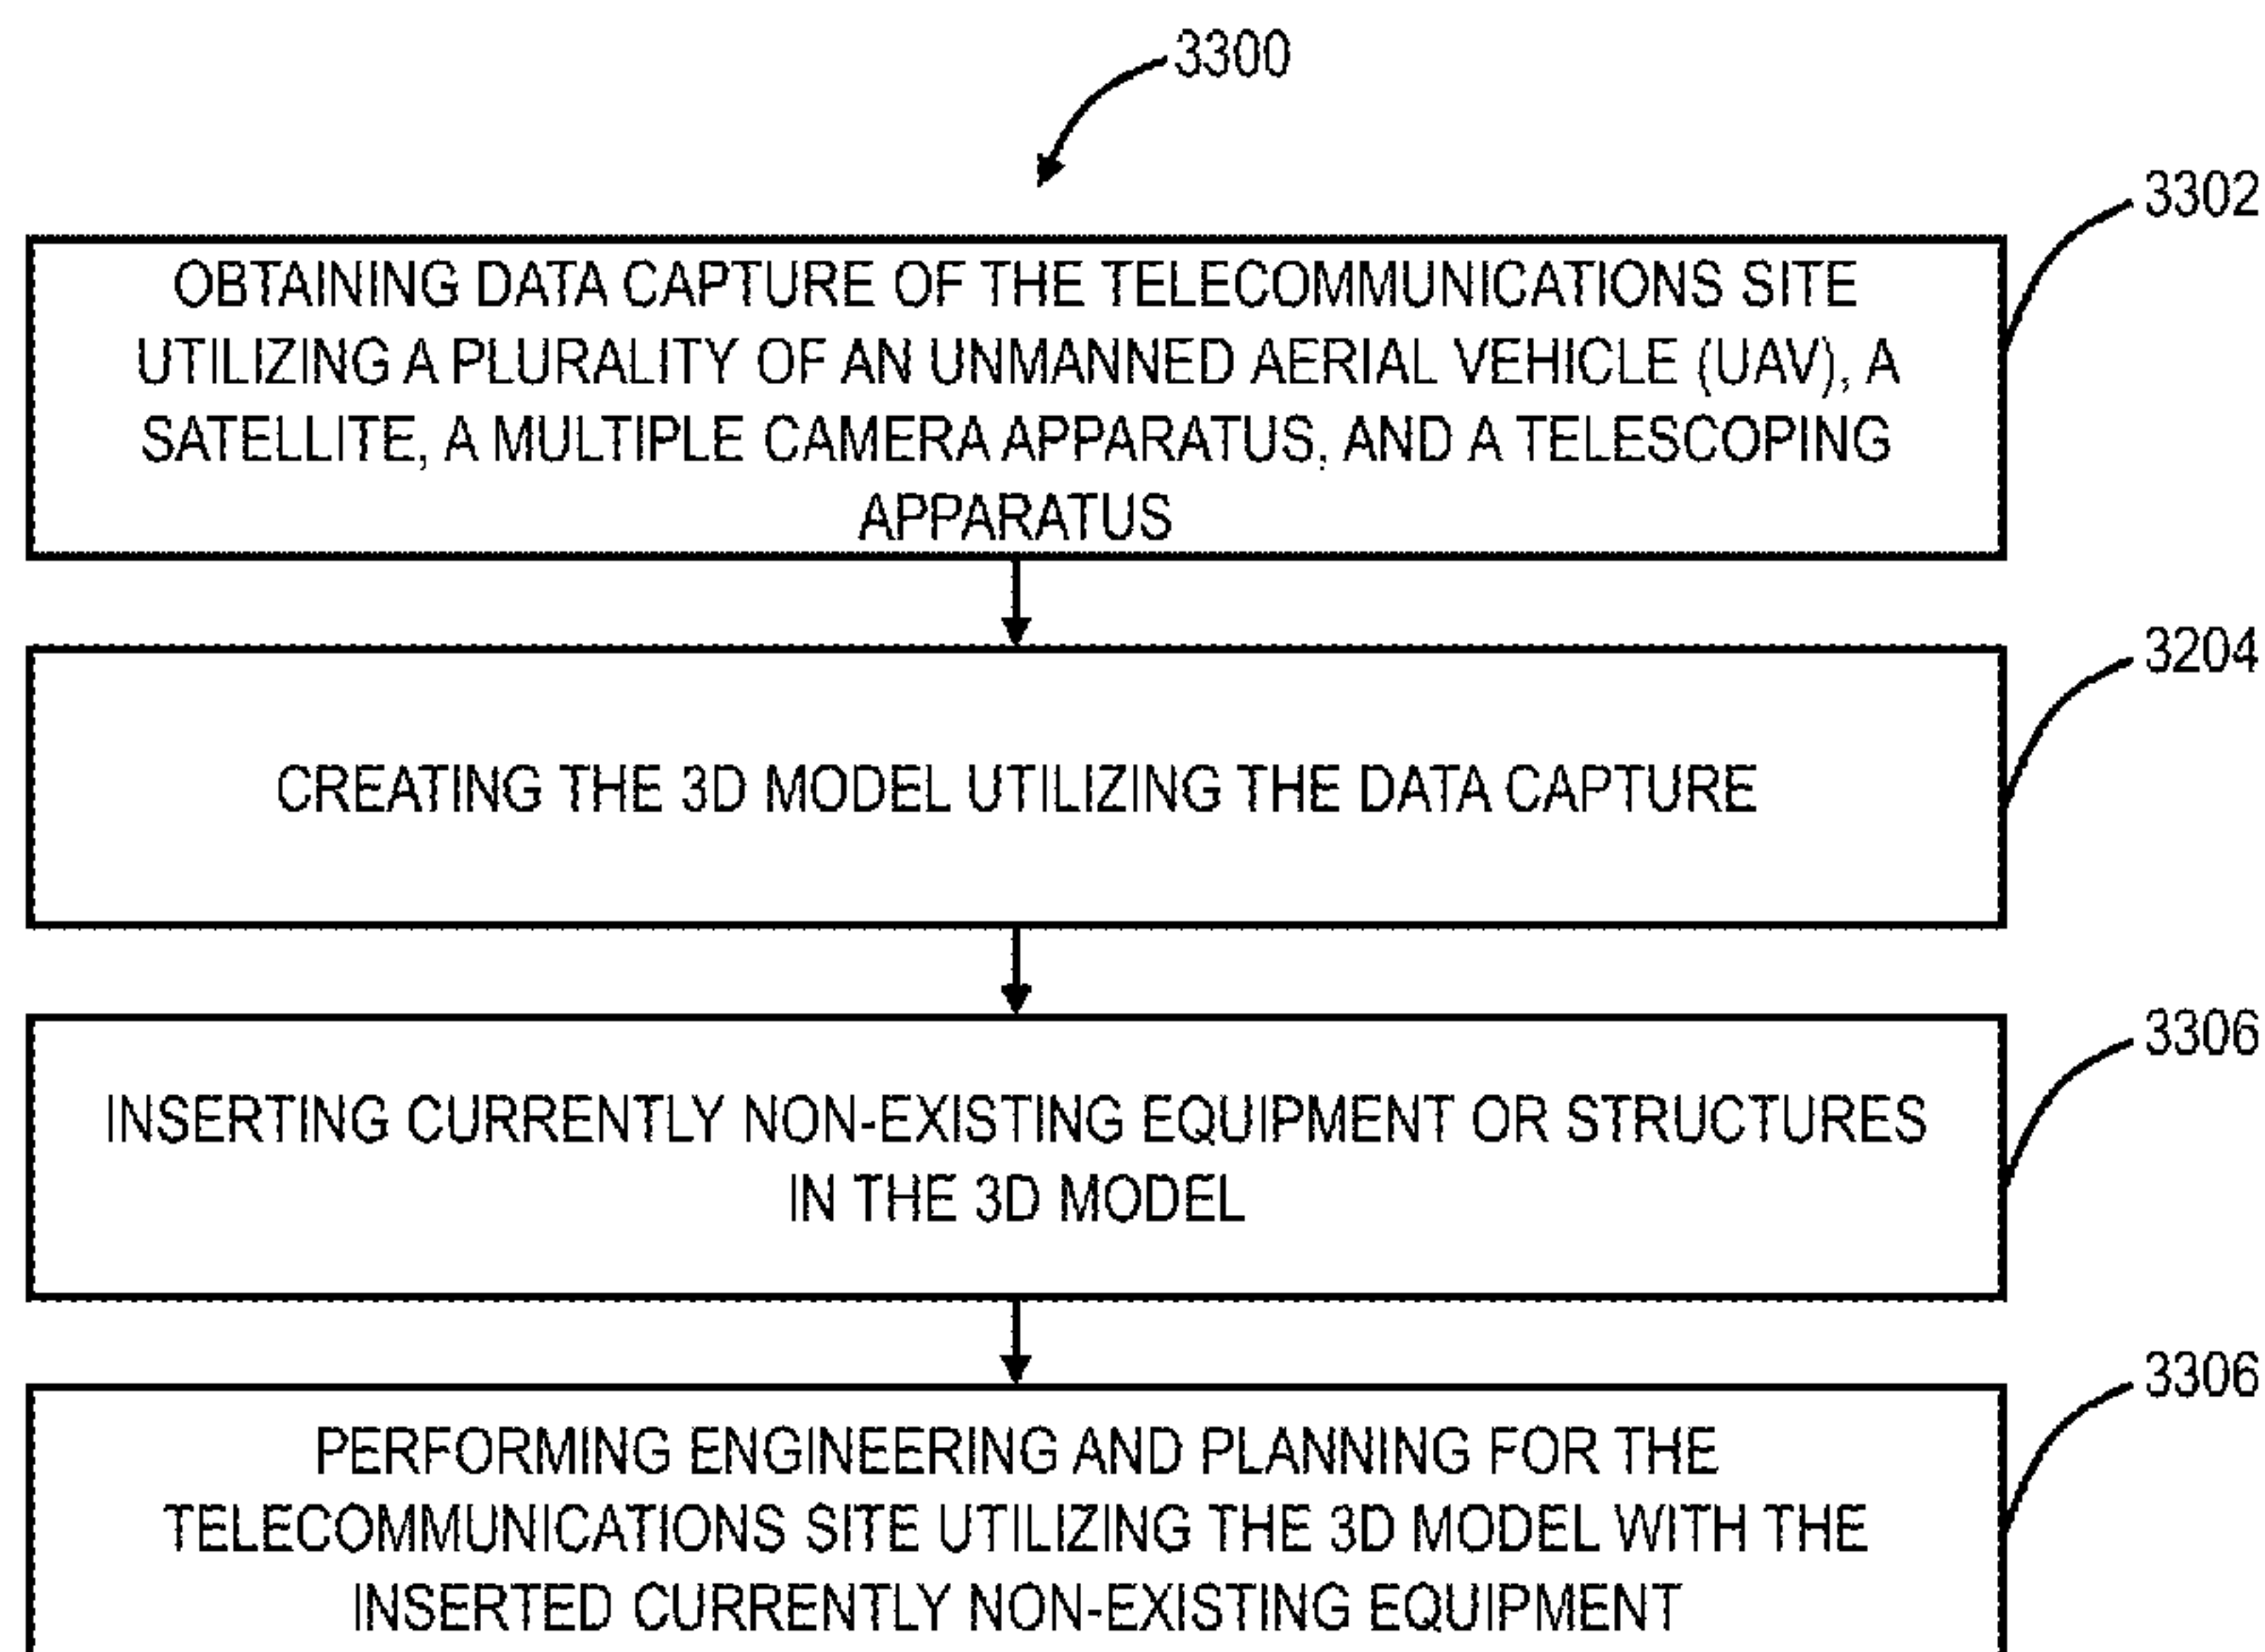 3300
3302
OBTAINING DATA CAPTURE OF THE TELECOMMUNICATIONS SITE
UTILIZING A PLURALITY OF AN UNMANNED AERIAL VEHICLE (UAV), A
SATELLITE, A MULTIPLE CAMERA APPARATUS, AND A TELESCOPING
APPARATUS
3204
CREATING THE 3D MODEL UTILIZING THE DATA CAPTURE
3306
INSERTING CURRENTLY NON-EXISTING EQUIPMENT OR STRUCTURES
IN THE 3D MODEL
3306
PERFORMING ENGINEERING AND PLANNING FOR THE
TELECOMMUNICATIONS SITE UTILIZING THE 3D MODEL WITH THE
INSERTED CURRENTLY NON-EXISTING EQUIPMENT